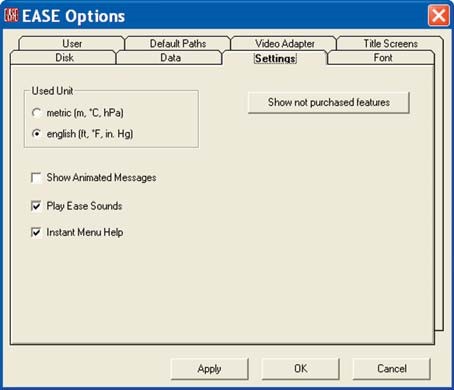 EASE Options
User Default Paths Video Adapter Title Screens
Disk Data Settings Font
Used Unit
metric (m, °C, hPa)
Show not purchased features
english (ft, °F, in. Hg)
Show Animated Messages
Play Ease Sounds
Instant Menu Help
Apply OK Cancel